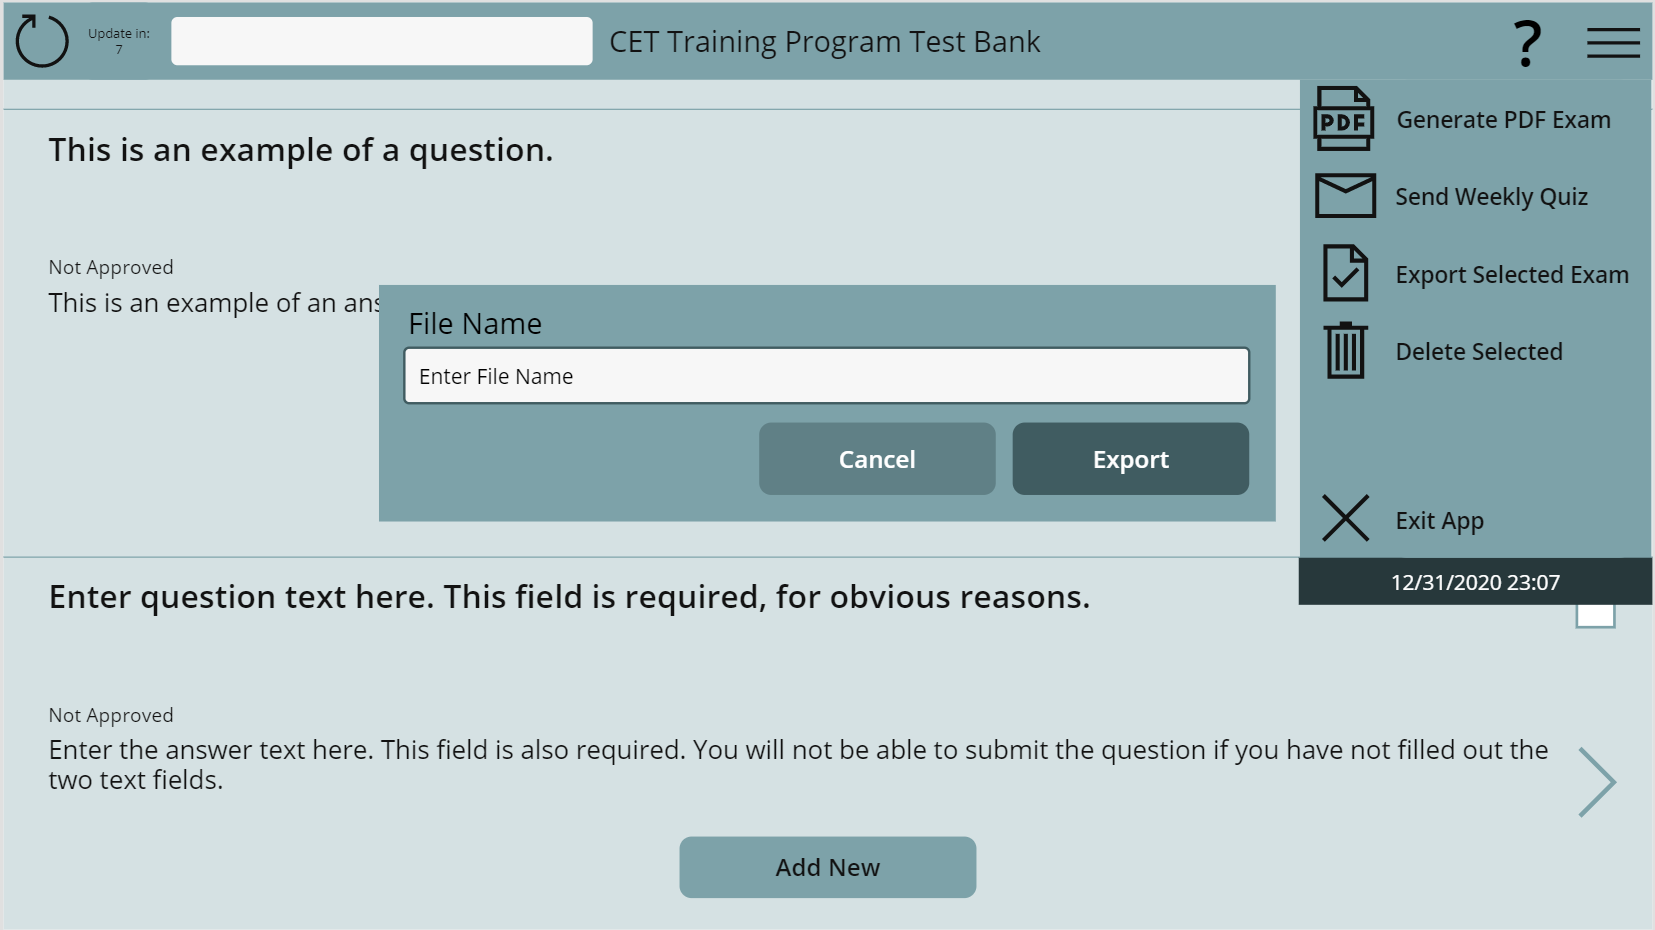 Update in:
7
CET Training Program Test Bank
?
PDF
Generate PDF Exam
Send Weekly Quiz
Export Selected Exam
Delete Selected
Exit App
12/31/2020 23:07
This is an example of a question.
Not Approved
This is an example of an
File Name
Enter File Name
Cancel
Export
Enter question text here. This field is required, for obvious reasons.
Not Approved
Enter the answer text here. This field is also required. You will not be able to submit the question if you have not filled out the
two text fields.
Add New